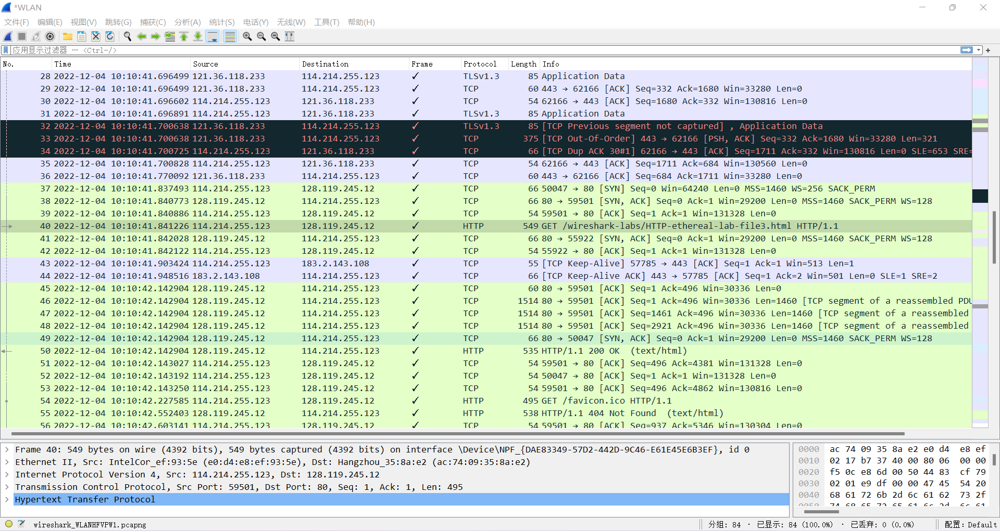 *WLAN
文件(F) 编辑(E) 视图(V) 跳转(G) 捕获(C) 分析(A) 统计(S) 电话(Y) 无线(W) 工具(T) 帮助(H)
应用显示过滤器 … <Ctrl-/>
No. Time Source Destination Frame Protocol Length Info
28 2022-12-04 10:10:41.696499 121.36.118.233 114.214.255.123 ✓ TLSv1.3 85 Application Data
29 2022-12-04 10:10:41.696499 121.36.118.233 114.214.255.123 ✓ TCP 60 443 → 62166 [ACK] Seq=332 Ack=1680 Win=33280 Len=0
30 2022-12-04 10:10:41.696602 114.214.255.123 121.36.118.233 ✓ TCP 54 62166 → 443 [ACK] Seq=1680 Ack=332 Win=130816 Len=0
31 2022-12-04 10:10:41.696891 114.214.255.123 121.36.118.233 ✓ TLSv1.3 85 Application Data
32 2022-12-04 10:10:41.700638 121.36.118.233 114.214.255.123 ✓ TLSv1.3 85 [TCP Previous segment not captured] , Application Data
33 2022-12-04 10:10:41.700638 121.36.118.233 114.214.255.123 ✓ TCP 375 [TCP Out-Of-Order] 443 → 62166 [PSH, ACK] Seq=332 Ack=1680 Win=33280 Len=321
34 2022-12-04 10:10:41.700725 114.214.255.123 121.36.118.233 ✓ TCP 66 [TCP Dup ACK 30#1] 62166 → 443 [ACK] Seq=1711 Ack=332 Win=130816 Len=0 SLE=653 SRE=
35 2022-12-04 10:10:41.700828 114.214.255.123 121.36.118.233 ✓ TCP 54 62166 → 443 [ACK] Seq=1711 Ack=684 Win=130560 Len=0
36 2022-12-04 10:10:41.770092 121.36.118.233 114.214.255.123 ✓ TCP 60 443 → 62166 [ACK] Seq=684 Ack=1711 Win=33280 Len=0
37 2022-12-04 10:10:41.837493 114.214.255.123 128.119.245.12 ✓ TCP 66 50047 → 80 [SYN] Seq=0 Win=64240 Len=0 MSS=1460 WS=256 SACK_PERM
38 2022-12-04 10:10:41.840773 128.119.245.12 114.214.255.123 ✓ TCP 66 80 → 59501 [SYN, ACK] Seq=0 Ack=1 Win=29200 Len=0 MSS=1460 SACK_PERM WS=128
39 2022-12-04 10:10:41.840886 114.214.255.123 128.119.245.12 ✓ TCP 54 59501 → 80 [ACK] Seq=1 Ack=1 Win=131328 Len=0
40 2022-12-04 10:10:41.841226 114.214.255.123 128.119.245.12 ✓ HTTP 549 GET /wireshark-labs/HTTP-ethereal-lab-file3.html HTTP/1.1
41 2022-12-04 10:10:41.842028 128.119.245.12 114.214.255.123 ✓ TCP 66 80 → 55922 [SYN, ACK] Seq=0 Ack=1 Win=29200 Len=0 MSS=1460 SACK_PERM WS=128
42 2022-12-04 10:10:41.842122 114.214.255.123 128.119.245.12 ✓ TCP 54 55922 → 80 [ACK] Seq=1 Ack=1 Win=131328 Len=0
43 2022-12-04 10:10:41.903424 114.214.255.123 183.2.143.108 ✓ TCP 55 [TCP Keep-Alive] 57785 → 443 [ACK] Seq=1 Ack=1 Win=513 Len=1
44 2022-12-04 10:10:41.948516 183.2.143.108 114.214.255.123 ✓ TCP 66 [TCP Keep-Alive ACK] 443 → 57785 [ACK] Seq=1 Ack=2 Win=501 Len=0 SLE=1 SRE=2
45 2022-12-04 10:10:42.142904 128.119.245.12 114.214.255.123 ✓ TCP 60 80 → 59501 [ACK] Seq=1 Ack=496 Win=30336 Len=0
46 2022-12-04 10:10:42.142904 128.119.245.12 114.214.255.123 ✓ TCP 1514 80 → 59501 [ACK] Seq=1 Ack=496 Win=30336 Len=1460 [TCP segment of a reassembled PDU
47 2022-12-04 10:10:42.142904 128.119.245.12 114.214.255.123 ✓ TCP 1514 80 → 59501 [ACK] Seq=1461 Ack=496 Win=30336 Len=1460 [TCP segment of a reassembled
48 2022-12-04 10:10:42.142904 128.119.245.12 114.214.255.123 ✓ TCP 1514 80 → 59501 [ACK] Seq=2921 Ack=496 Win=30336 Len=1460 [TCP segment of a reassembled
49 2022-12-04 10:10:42.142904 128.119.245.12 114.214.255.123 ✓ TCP 66 80 → 50047 [SYN, ACK] Seq=0 Ack=1 Win=29200 Len=0 MSS=1460 SACK_PERM WS=128
50 2022-12-04 10:10:42.142904 128.119.245.12 114.214.255.123 ✓ HTTP 535 HTTP/1.1 200 OK (text/html)
51 2022-12-04 10:10:42.143027 114.214.255.123 128.119.245.12 ✓ TCP 54 59501 → 80 [ACK] Seq=496 Ack=4381 Win=131328 Len=0
52 2022-12-04 10:10:42.143192 114.214.255.123 128.119.245.12 ✓ TCP 54 50047 → 80 [ACK] Seq=1 Ack=1 Win=131328 Len=0
53 2022-12-04 10:10:42.143250 114.214.255.123 128.119.245.12 ✓ TCP 54 59501 → 80 [ACK] Seq=496 Ack=4862 Win=130816 Len=0
54 2022-12-04 10:10:42.227585 114.214.255.123 128.119.245.12 ✓ HTTP 495 GET /favicon.ico HTTP/1.1
55 2022-12-04 10:10:42.552403 128.119.245.12 114.214.255.123 ✓ HTTP 538 HTTP/1.1 404 Not Found (text/html)
56 2022-12-04 10:10:42.603141 114.214.255.123 128.119.245.12 ✓ TCP 54 59501 → 80 [ACK] Seq=937 Ack=5346 Win=130304 Len=0
Frame 40: 549 bytes on wire (4392 bits), 549 bytes captured (4392 bits) on interface \Device\NPF_{DAE83349-57D2-442D-9C46-E61E45E6B3EF}, id 0
Ethernet II, Src: IntelCor_ef:93:5e (e0:d4:e8:ef:93:5e), Dst: Hangzhou_35:8a:e2 (ac:74:09:35:8a:e2)
Internet Protocol Version 4, Src: 114.214.255.123, Dst: 128.119.245.12
Transmission Control Protocol, Src Port: 59501, Dst Port: 80, Seq: 1, Ack: 1, Len: 495
Hypertext Transfer Protocol
0000 ac 74 09 35 8a e2 e0 d4 e8 ef
0010 02 17 b7 37 40 00 80 06 00 00
0020 f5 0c e8 6d 00 50 44 83 cf 79
0030 02 01 e9 df 00 00 47 45 54 20
0040 68 61 72 6b 2d 6c 61 62 73 2f
0050 74 68 65 72 65 61 6c 2d 6c 61
wireshark_WLANHFVPW1.pcapng
分组: 84 · 已显示: 84 (100.0%) · 已丢弃: 0 (0.0%)
配置: Default